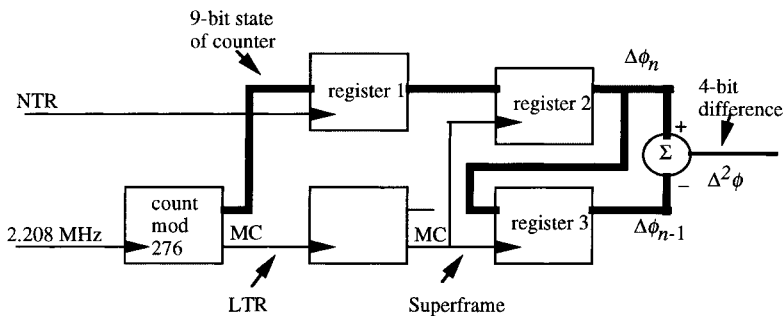 9-bit state
of counter
NTR
register 1
register 2
Δϕn
4-bit
difference
+
Σ
−
Δ²ϕ
2.208 MHz
count
mod
276
MC
MC
register 3
Δϕn-1
LTR
Superframe